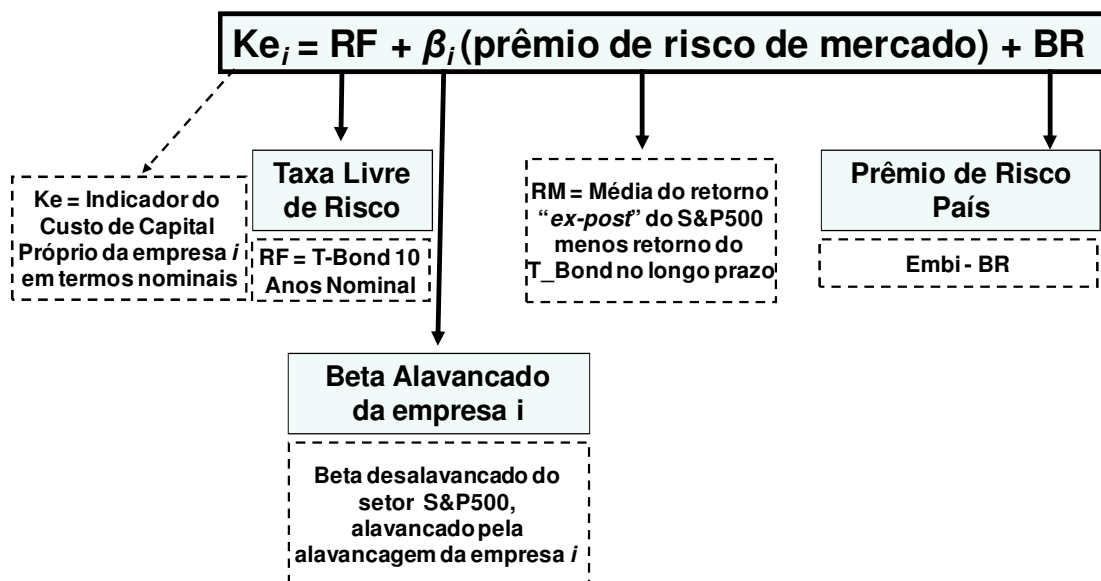 Ke_i = RF + β_i (prêmio de risco de mercado) + BR
Ke = Indicador do
Custo de Capital
Próprio da empresa i
em termos nominais
Taxa Livre
de Risco
RF = T-Bond 10
Anos Nominal
RM = Média do retorno
“ex-post” do S&P500
menos retorno do
T_Bond no longo prazo
Prêmio de Risco
País
Embi - BR
Beta Alavancado
da empresa i
Beta desalavancado do
setor S&P500,
alavancado pela
alavancagem da empresa i